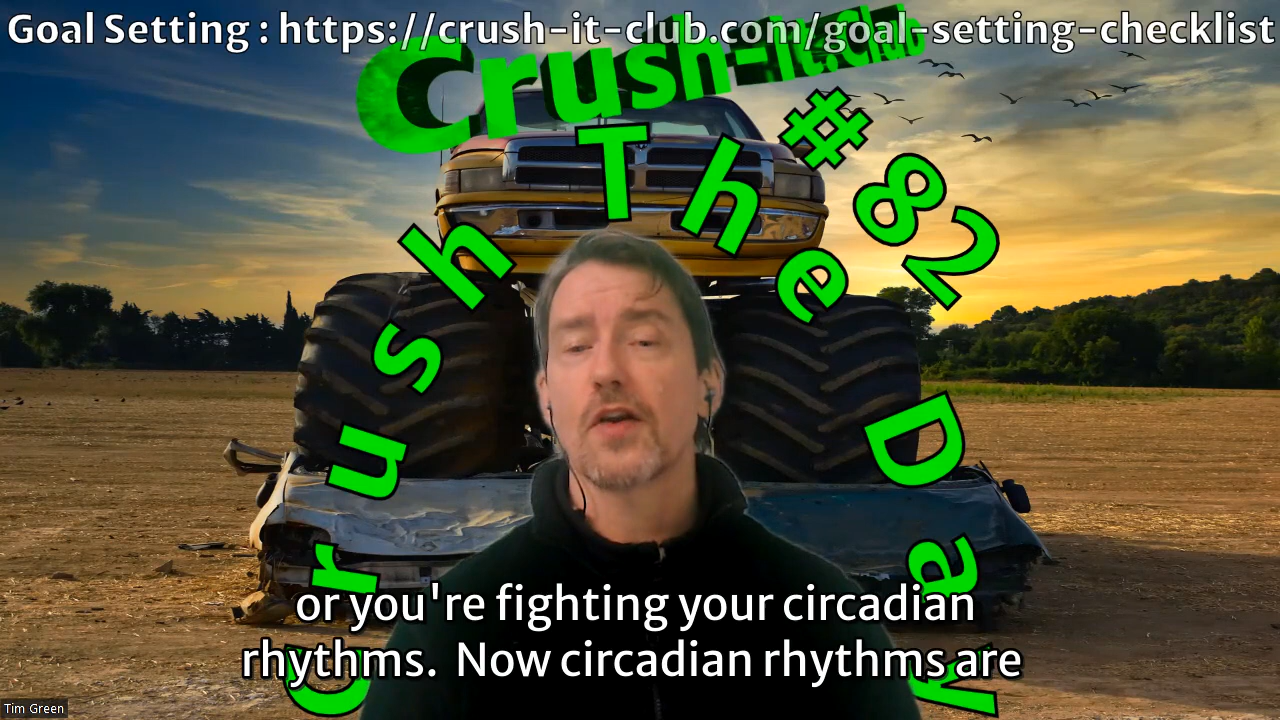 Goal Setting : https://crush-it-club.com/goal-setting-checklist
Crush-it.Club
Crush The Day
#82
or you're fighting your circadian
rhythms. Now circadian rhythms are
Tim Green